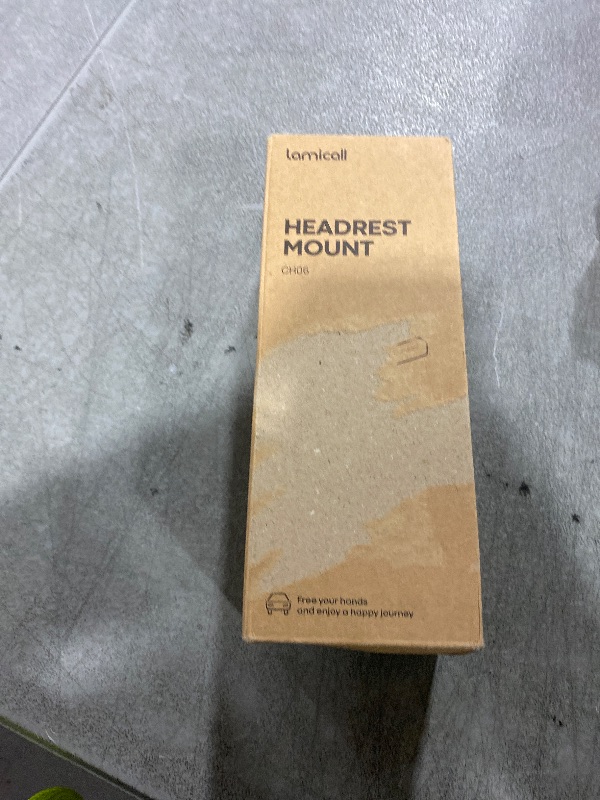 Lamicall
HEADREST
MOUNT
CH06
Free your hands
and enjoy a happy journey